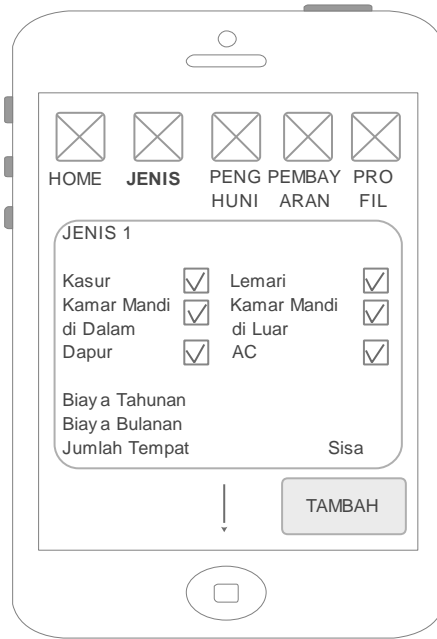 HOME JENIS PENG PEMBAY PRO
HUNI ARAN FIL
JENIS 1
Kasur Lemari
Kamar Mandi Kamar Mandi
di Dalam di Luar
Dapur AC
Biaya Tahunan
Biaya Bulanan
Jumlah Tempat Sisa
TAMBAH